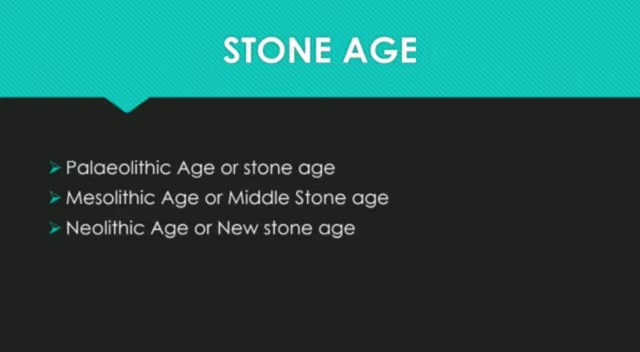 STONE AGE
Palaeolithic Age or stone age
Mesolithic Age or Middle Stone age
Neolithic Age or New stone age